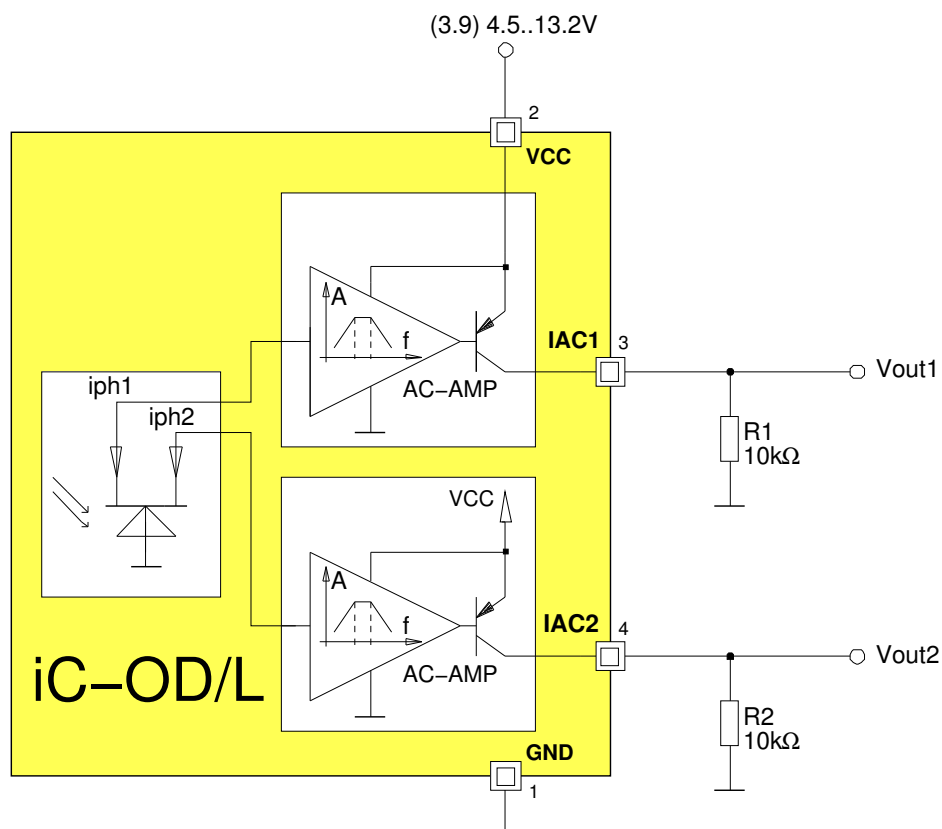 (3.9) 4.5..13.2V
2
VCC
A
f
AC-AMP
IAC1
3
Vout1
R1
10kΩ
iph1
iph2
VCC
A
f
AC-AMP
IAC2
4
Vout2
R2
10kΩ
iC-OD/L
GND
1